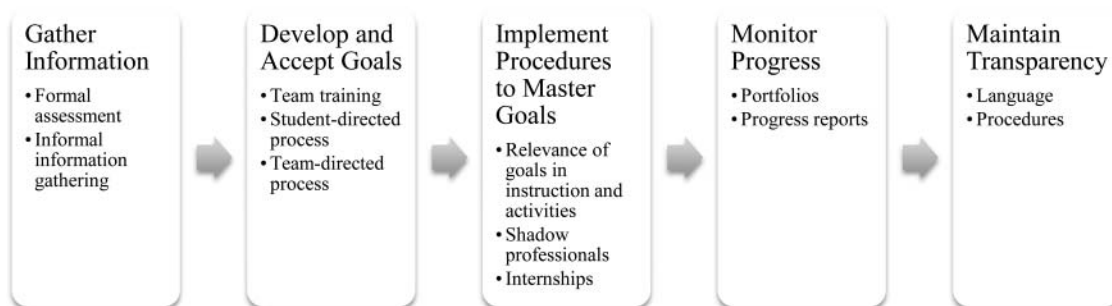 Gather
Information
• Formal
assessment
• Informal
information
gathering
Develop and
Accept Goals
• Team training
• Student-directed
process
• Team-directed
process
Implement
Procedures
to Master
Goals
• Relevance of
goals in
instruction and
activities
• Shadow
professionals
• Internships
Monitor
Progress
• Portfolios
• Progress reports
Maintain
Transparency
• Language
• Procedures